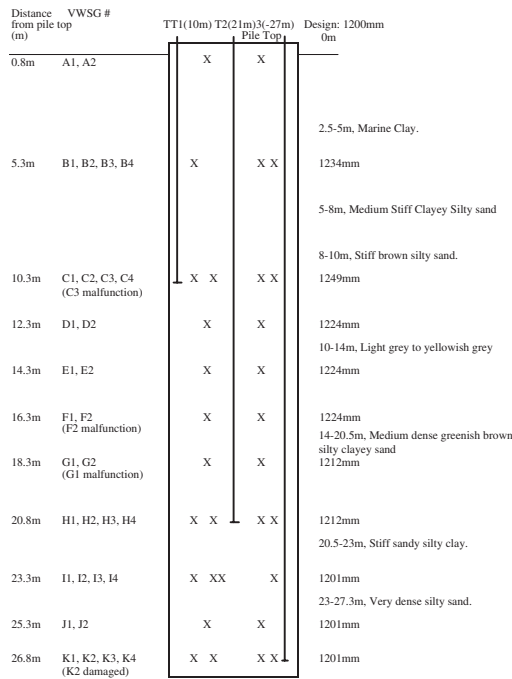 Distance VWSG #
from pile top TT1(10m) T2(21m)3(-27m) Design: 1200mm
(m) Pile Top 0m
0.8m A1, A2 X X
2.5-5m, Marine Clay.
5.3m B1, B2, B3, B4 X X X 1234mm
5-8m, Medium Stiff Clayey Silty sand
8-10m, Stiff brown silty sand.
10.3m C1, C2, C3, C4 X X X X 1249mm
(C3 malfunction)
12.3m D1, D2 X X 1224mm
10-14m, Light grey to yellowish grey
14.3m E1, E2 X X 1224mm
16.3m F1, F2 X X 1224mm
(F2 malfunction)
14-20.5m, Medium dense greenish brown
silty clayey sand
18.3m G1, G2 X X 1212mm
(G1 malfunction)
20.8m H1, H2, H3, H4 X X X X 1212mm
20.5-23m, Stiff sandy silty clay.
23.3m I1, I2, I3, I4 X XX X 1201mm
23-27.3m, Very dense silty sand.
25.3m J1, J2 X X 1201mm
26.8m K1, K2, K3, K4 X X X X 1201mm
(K2 damaged)